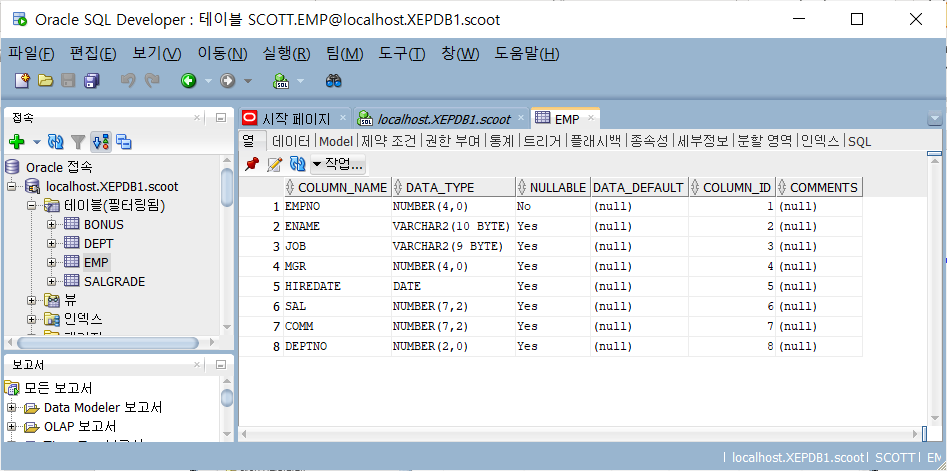 Oracle SQL Developer : 테이블 SCOTT.EMP@localhost.XEPDB1.scoot
파일(F) 편집(E) 보기(V) 이동(N) 실행(R) 팀(M) 도구(T) 창(W) 도움말(H)
접속
Oracle 접속
localhost.XEPDB1.scoot
테이블(필터링됨)
BONUS
DEPT
EMP
SALGRADE
뷰
인덱스
보고서
모든 보고서
Data Modeler 보고서
OLAP 보고서
시작 페이지 localhost.XEPDB1.scoot EMP
열 데이터 Model 제약 조건 권한 부여 통계 트리거 플래시백 종속성 세부정보 분할 영역 인덱스 SQL
작업...
COLUMN_NAME DATA_TYPE NULLABLE DATA_DEFAULT COLUMN_ID COMMENTS
1 EMPNO NUMBER(4,0) No (null) 1 (null)
2 ENAME VARCHAR2(10 BYTE) Yes (null) 2 (null)
3 JOB VARCHAR2(9 BYTE) Yes (null) 3 (null)
4 MGR NUMBER(4,0) Yes (null) 4 (null)
5 HIREDATE DATE Yes (null) 5 (null)
6 SAL NUMBER(7,2) Yes (null) 6 (null)
7 COMM NUMBER(7,2) Yes (null) 7 (null)
8 DEPTNO NUMBER(2,0) Yes (null) 8 (null)
localhost.XEPDB1.scoot SCOTT EM